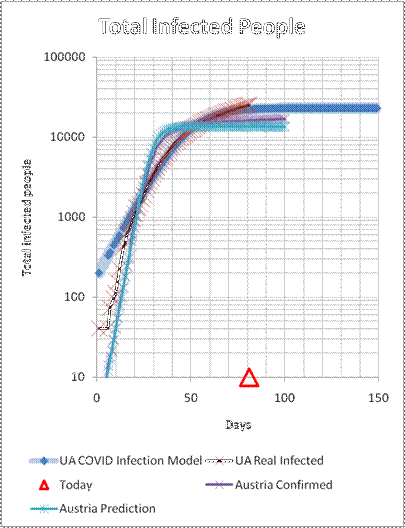 Total Infected People
100000
10000
1000
100
10
Total infected people
0 50 100 150
Days
UA COVID Infection Model UA Real Infected
Today Austria Confirmed
Austria Prediction